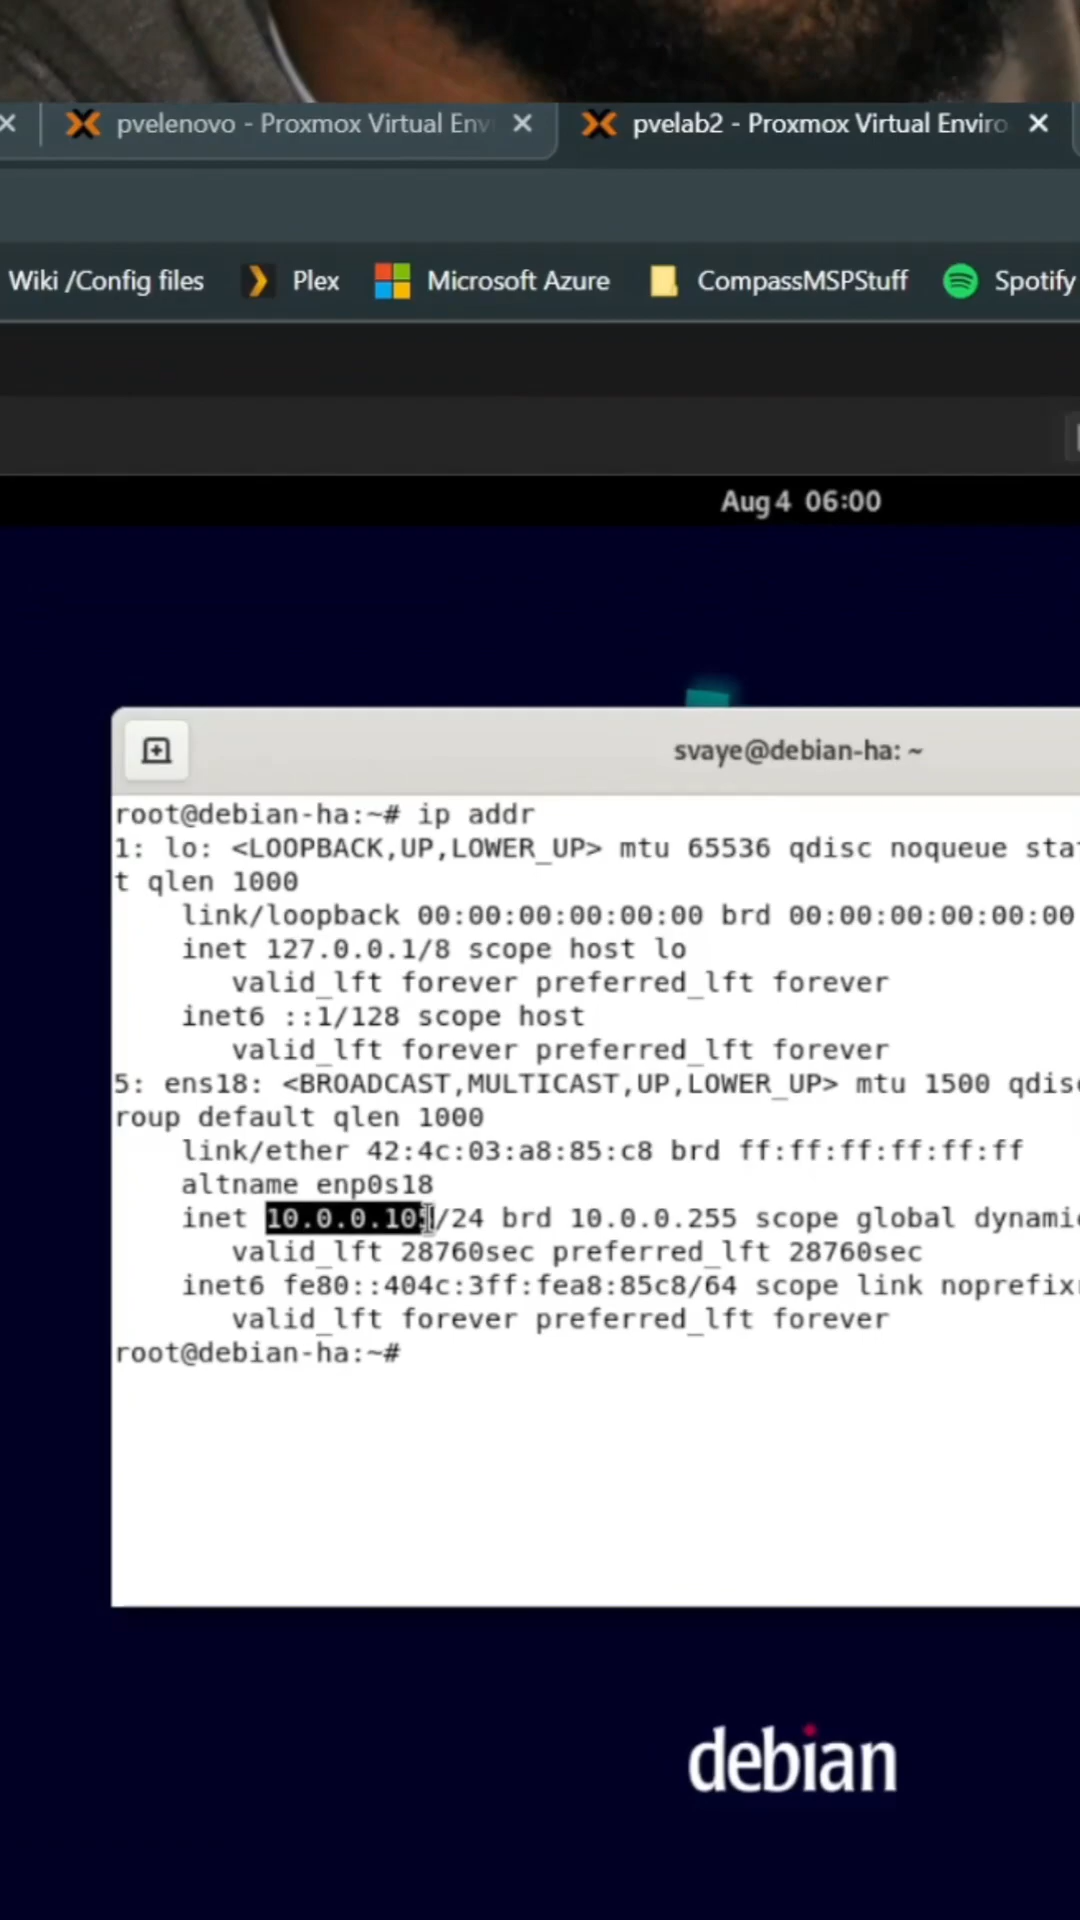 pvelenovo - Proxmox Virtual Env
pvelab2 - Proxmox Virtual Enviro
Wiki /Config files
Plex
Microsoft Azure
CompassMSPStuff
Spotify
Aug 4 06:00
svaye@debian-ha: ~
root@debian-ha:~# ip addr
1: lo: <LOOPBACK,UP,LOWER_UP> mtu 65536 qdisc noqueue sta
t qlen 1000
link/loopback 00:00:00:00:00:00 brd 00:00:00:00:00:00
inet 127.0.0.1/8 scope host lo
valid_lft forever preferred_lft forever
inet6 ::1/128 scope host
valid_lft forever preferred_lft forever
5: ens18: <BROADCAST,MULTICAST,UP,LOWER_UP> mtu 1500 qdisc
roup default qlen 1000
link/ether 42:4c:03:a8:85:c8 brd ff:ff:ff:ff:ff:ff
altname enp0s18
inet /24 brd 10.0.0.255 scope global dynamic
valid_lft 28760sec preferred_lft 28760sec
inet6 fe80::404c:3ff:fea8:85c8/64 scope link noprefix
valid_lft forever preferred_lft forever
root@debian-ha:~#
debian